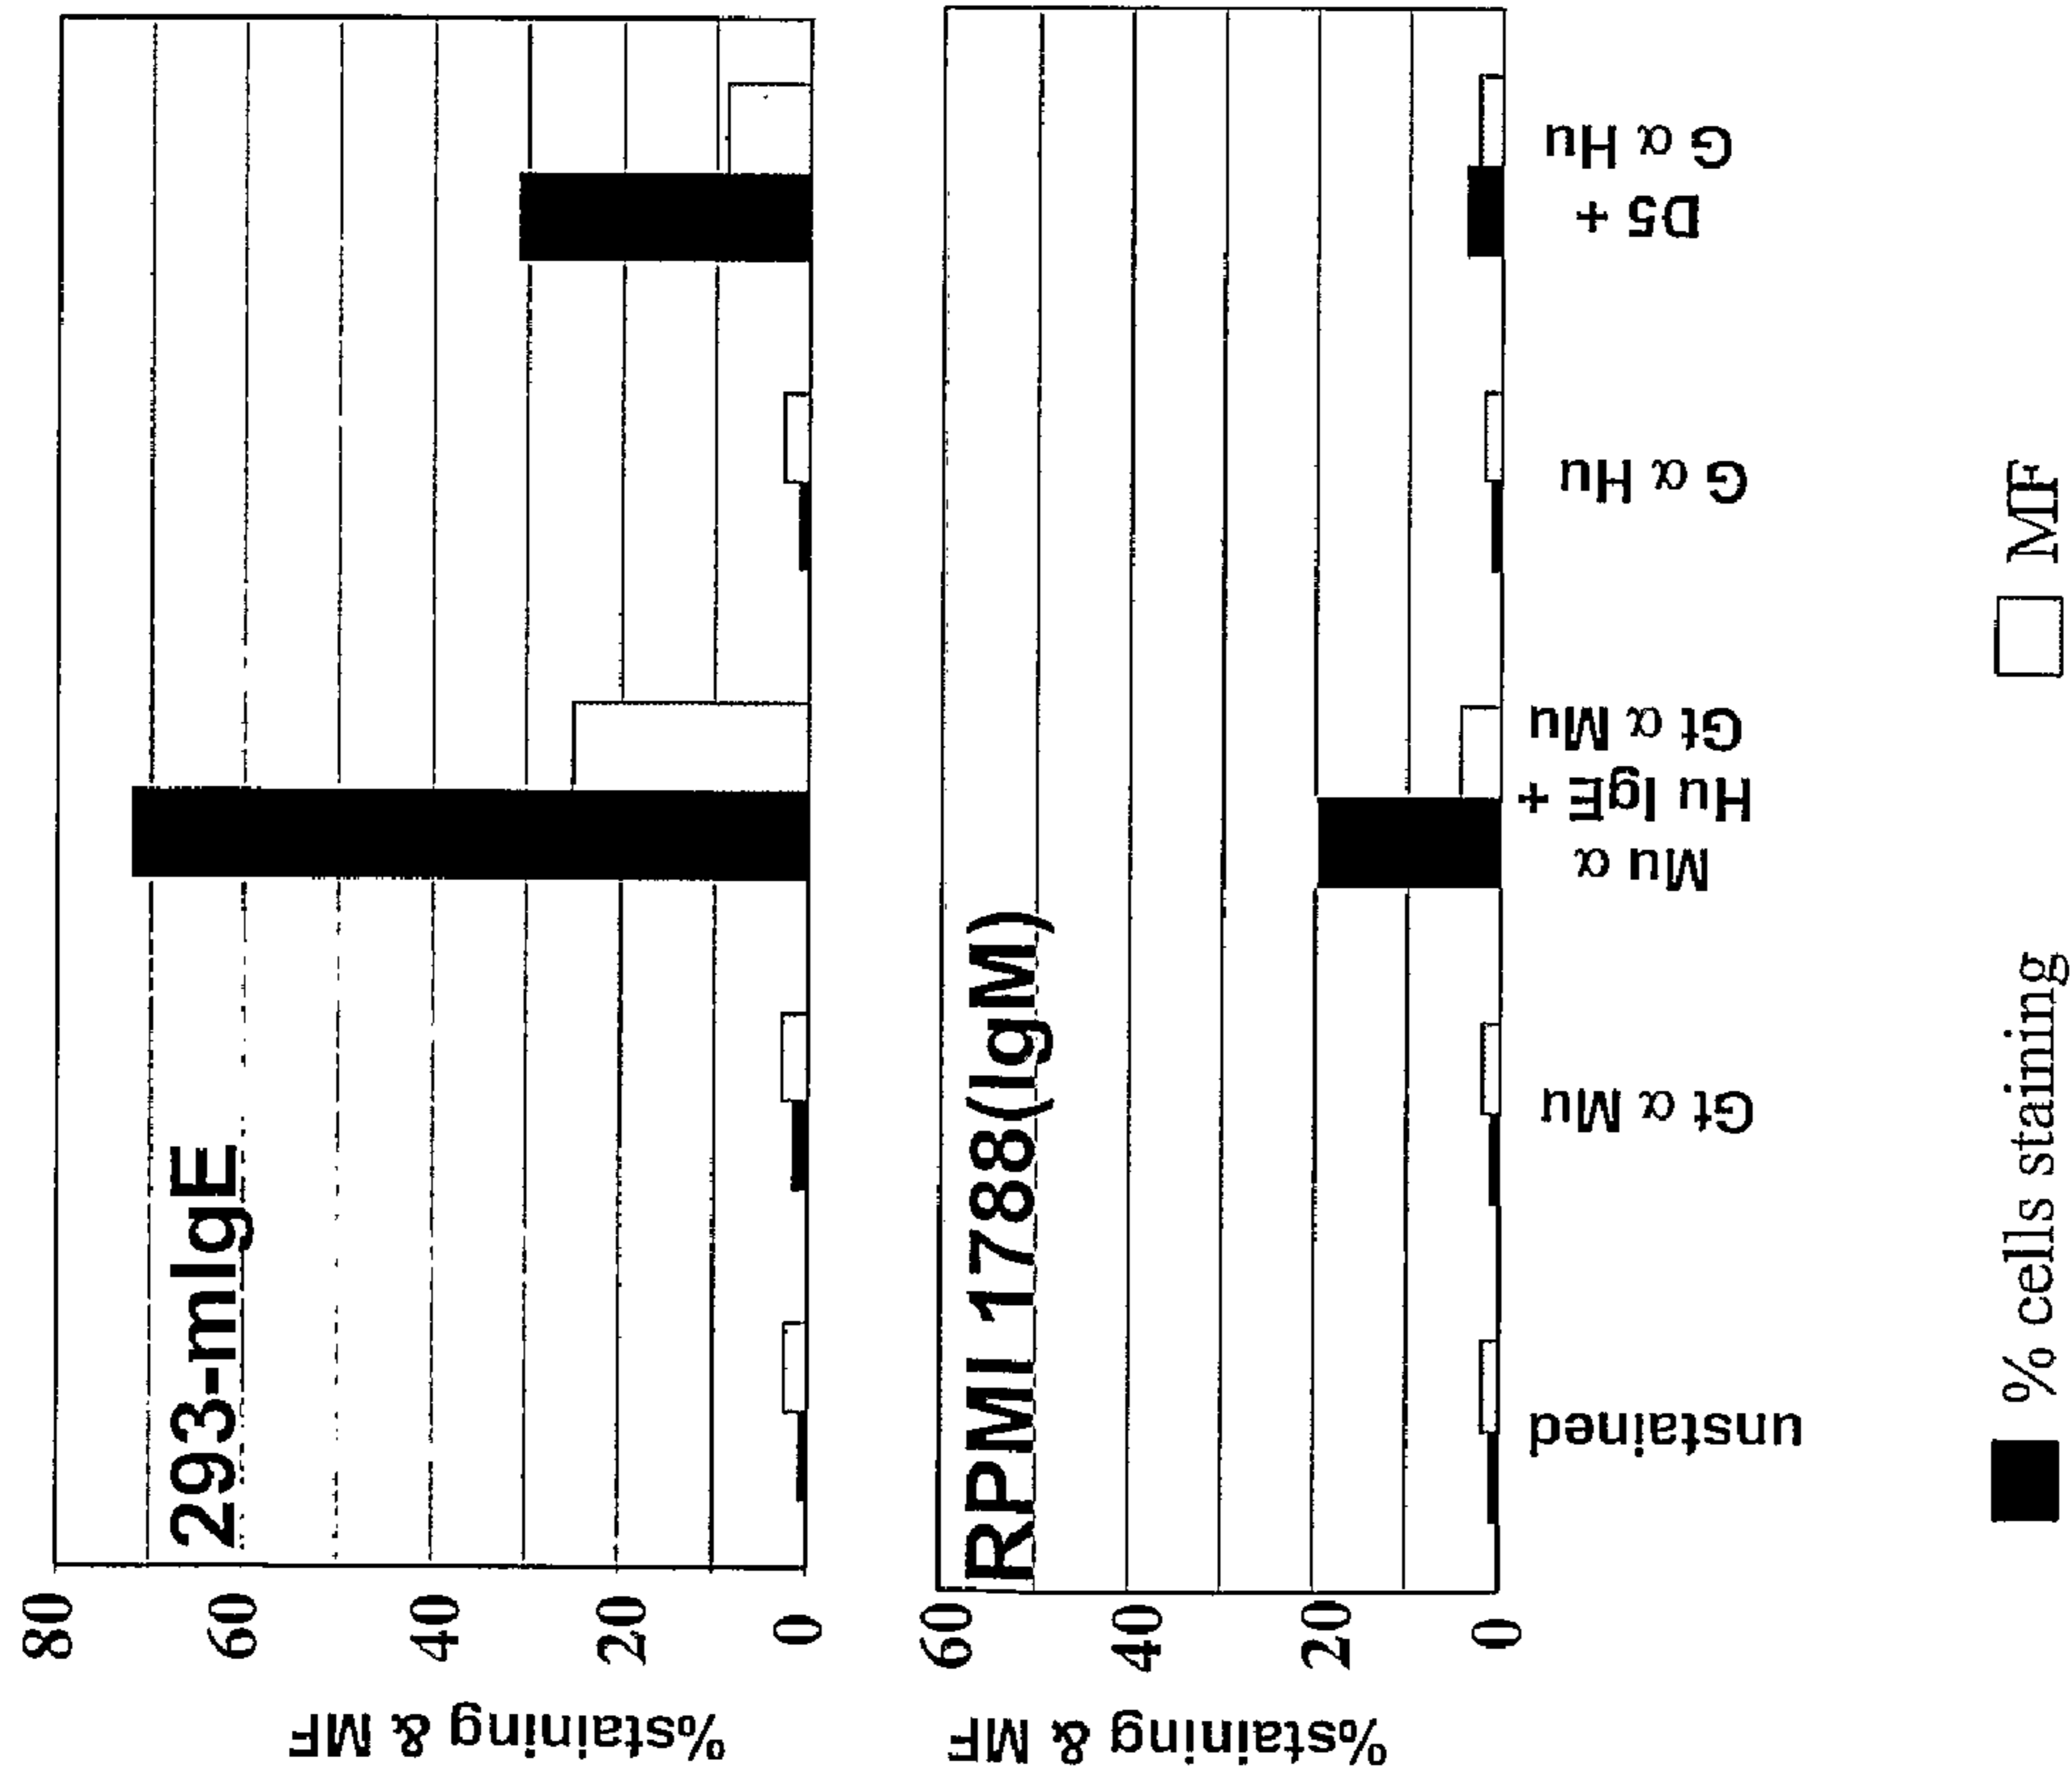 293-mIgE
80
60
40
20
0
%staining & MF
RPMI 1788(IgM)
60
40
20
0
%staining & MF
unstained
Gt α Mu
Mu α
Hu IgE +
Gt α Mu
G α Hu
D5 +
G α Hu
% cells staining
MF